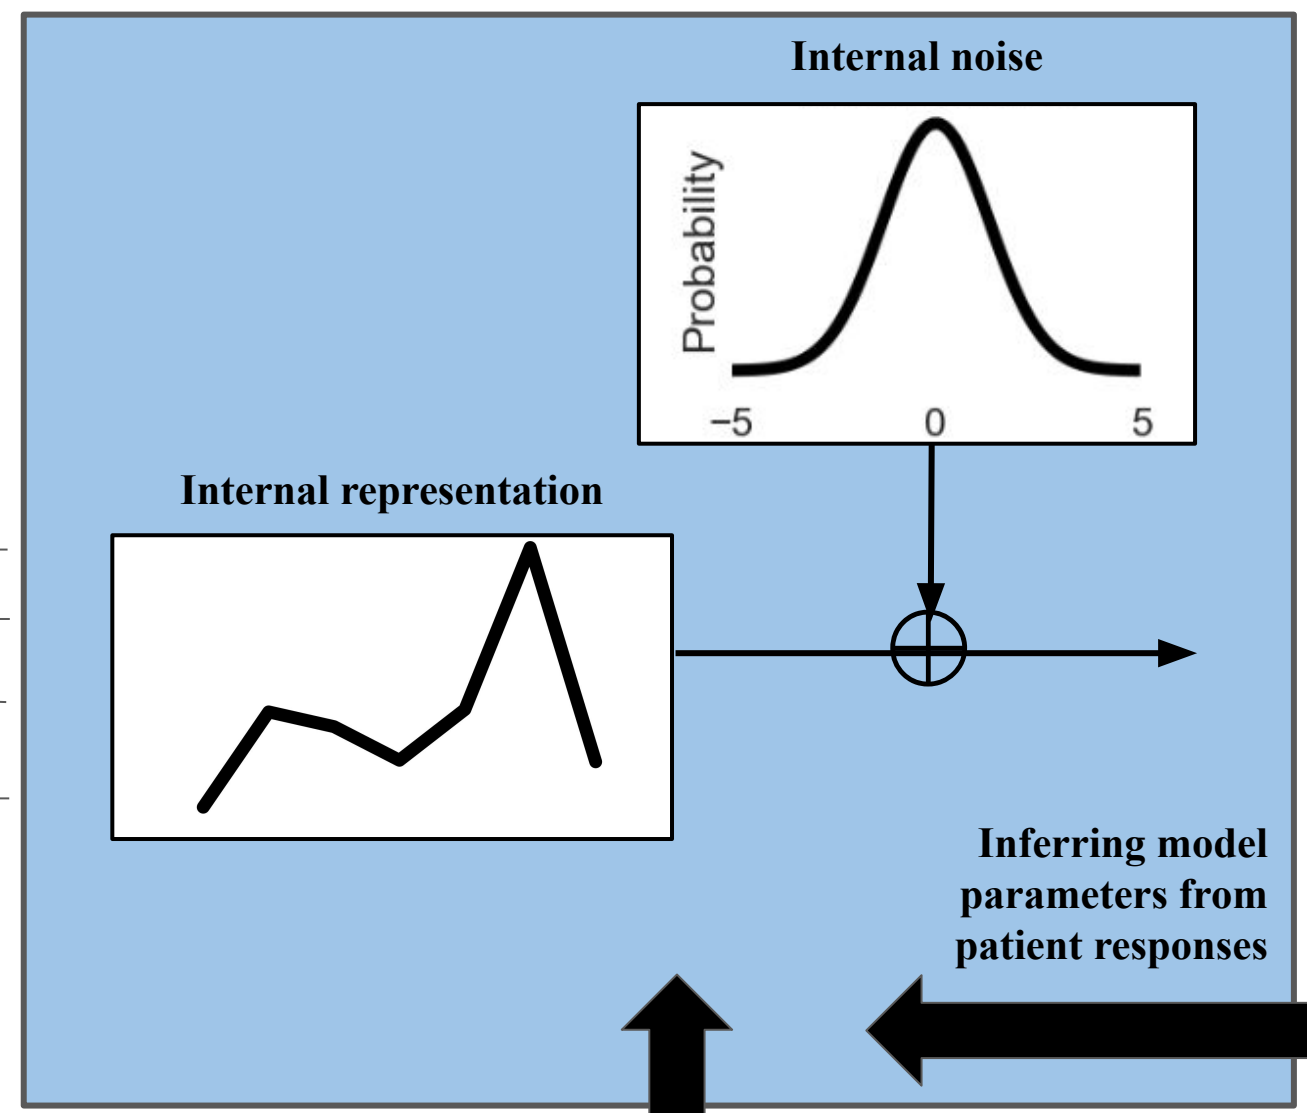 Internal noise
Probability
−5 0 5
Internal representation
Inferring model
parameters from
patient responses